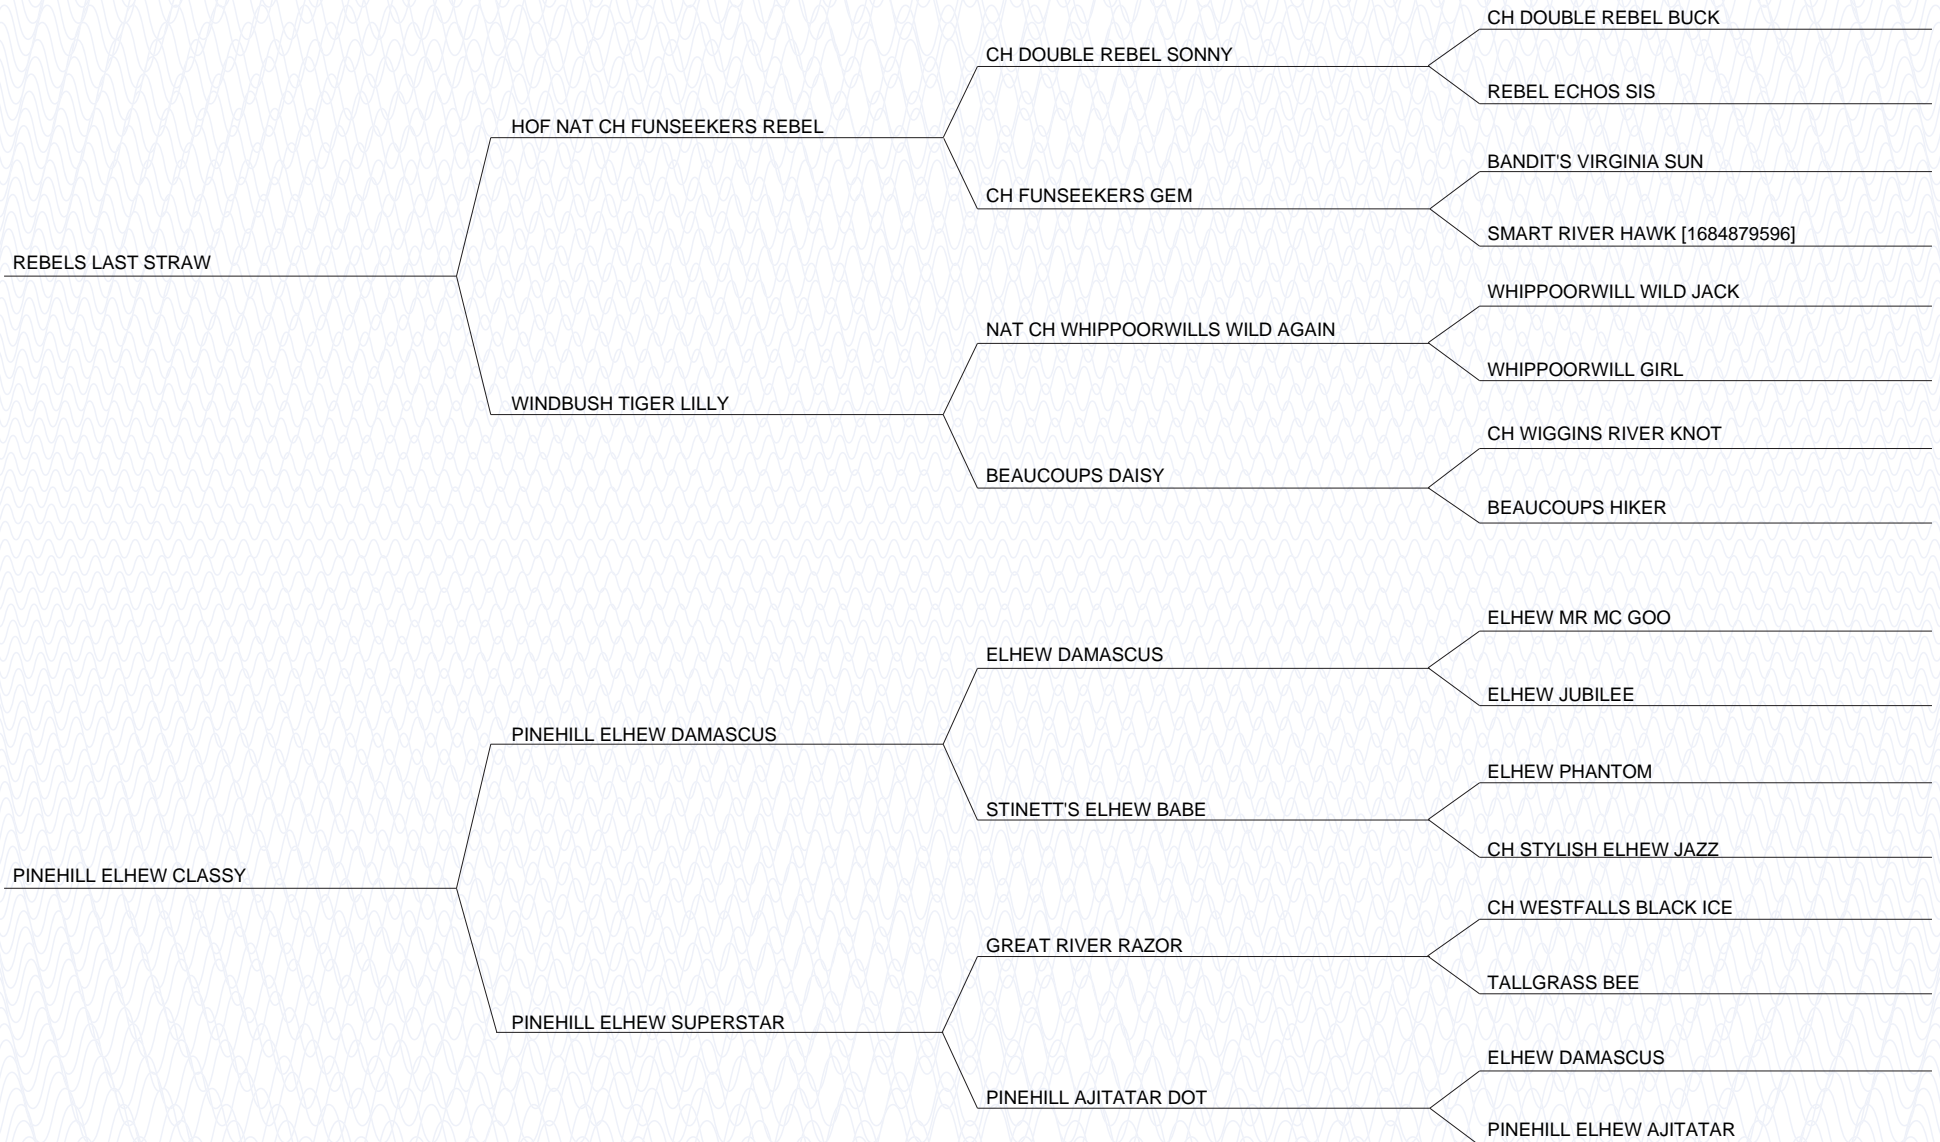 CH DOUBLE REBEL BUCK
CH DOUBLE REBEL SONNY
REBEL ECHOS SIS
HOF NAT CH FUNSEEKERS REBEL
BANDIT'S VIRGINIA SUN
CH FUNSEEKERS GEM
SMART RIVER HAWK [1684879596]
REBELS LAST STRAW
WHIPPOORWILL WILD JACK
NAT CH WHIPPOORWILLS WILD AGAIN
WHIPPOORWILL GIRL
WINDBUSH TIGER LILLY
CH WIGGINS RIVER KNOT
BEAUCOUPS DAISY
BEAUCOUPS HIKER
ELHEW MR MC GOO
ELHEW DAMASCUS
ELHEW JUBILEE
PINEHILL ELHEW DAMASCUS
ELHEW PHANTOM
STINETT'S ELHEW BABE
CH STYLISH ELHEW JAZZ
PINEHILL ELHEW CLASSY
CH WESTFALLS BLACK ICE
GREAT RIVER RAZOR
TALLGRASS BEE
PINEHILL ELHEW SUPERSTAR
ELHEW DAMASCUS
PINEHILL AJITATAR DOT
PINEHILL ELHEW AJITATAR